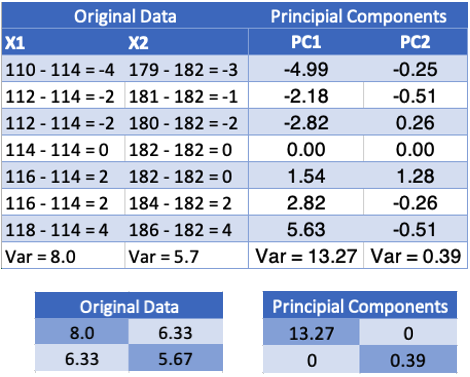 Original Data Principial Components
X1 X2 PC1 PC2
110 - 114 = -4 179 - 182 = -3 -4.99 -0.25
112 - 114 = -2 181 - 182 = -1 -2.18 -0.51
112 - 114 = -2 180 - 182 = -2 -2.82 0.26
114 - 114 = 0 182 - 182 = 0 0.00 0.00
116 - 114 = 2 182 - 182 = 0 1.54 1.28
116 - 114 = 2 184 - 182 = 2 2.82 -0.26
118 - 114 = 4 186 - 182 = 4 5.63 -0.51
Var = 8.0 Var = 5.7 Var = 13.27 Var = 0.39
Original Data Principial Components
8.0 6.33 13.27 0
6.33 5.67 0 0.39